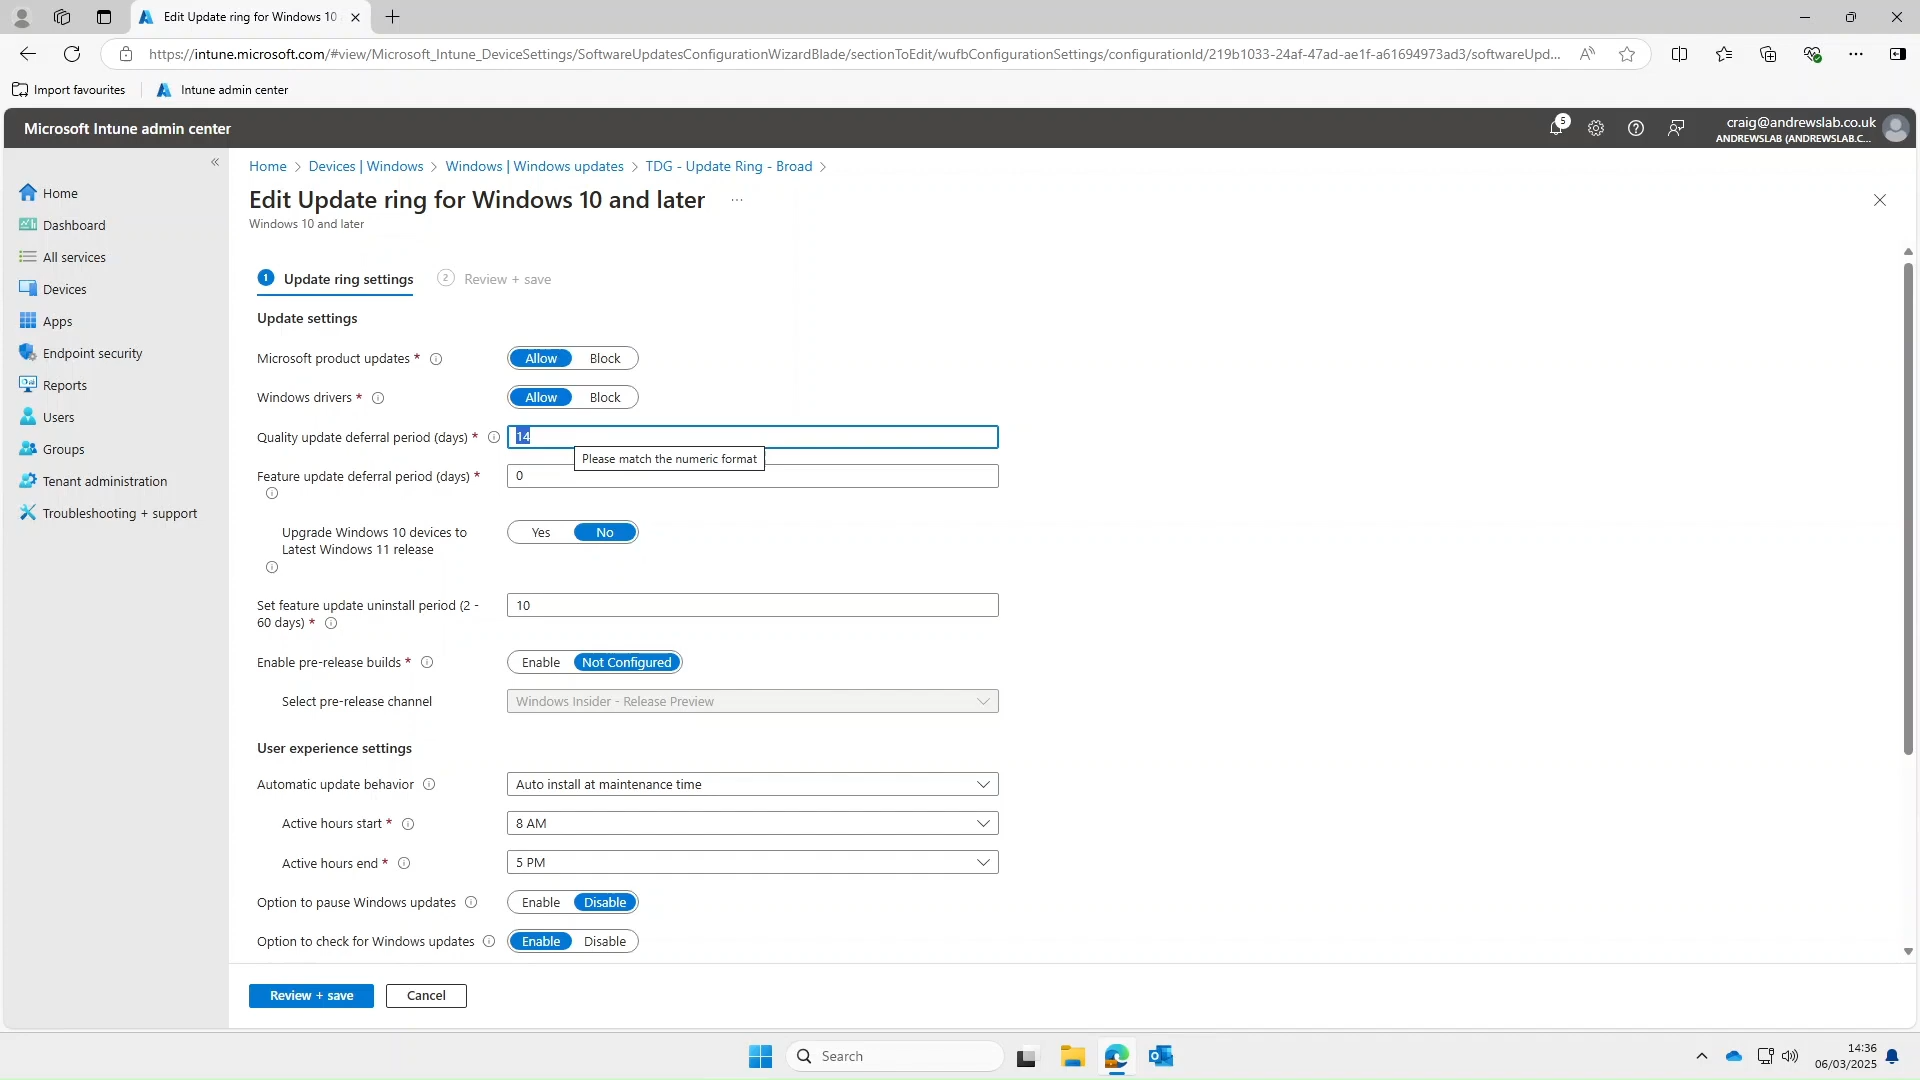 Edit Update ring for Windows 10
https://intune.microsoft.com/#view/Microsoft_Intune_DeviceSettings/SoftwareUpdatesConfigurationWizardBlade/sectionToEdit/wufbConfigurationSettings/configurationId/219b1033-24af-47ad-ae1f-a61694973ad3/softwareUpd...
Import favourites
Intune admin center
Microsoft Intune admin center
5
craig@andrewslab.co.uk
ANDREWSLAB (ANDREWSLAB.C...
Home > Devices | Windows > Windows | Windows updates > TDG - Update Ring - Broad >
Edit Update ring for Windows 10 and later ...
Windows 10 and later
Home
Dashboard
All services
Devices
Apps
Endpoint security
Reports
Users
Groups
Tenant administration
Troubleshooting + support
1 Update ring settings
2 Review + save
Update settings
Microsoft product updates * Allow Block
Windows drivers * Allow Block
Quality update deferral period (days) * 14
Please match the numeric format
Feature update deferral period (days) * 0
Upgrade Windows 10 devices to Yes No
Latest Windows 11 release
Set feature update uninstall period (2 - 10
60 days) *
Enable pre-release builds * Enable Not Configured
Select pre-release channel Windows Insider - Release Preview
User experience settings
Automatic update behavior Auto install at maintenance time
Active hours start * 8 AM
Active hours end * 5 PM
Option to pause Windows updates Enable Disable
Option to check for Windows updates Enable Disable
Review + save Cancel
Search
14:36
06/03/2025